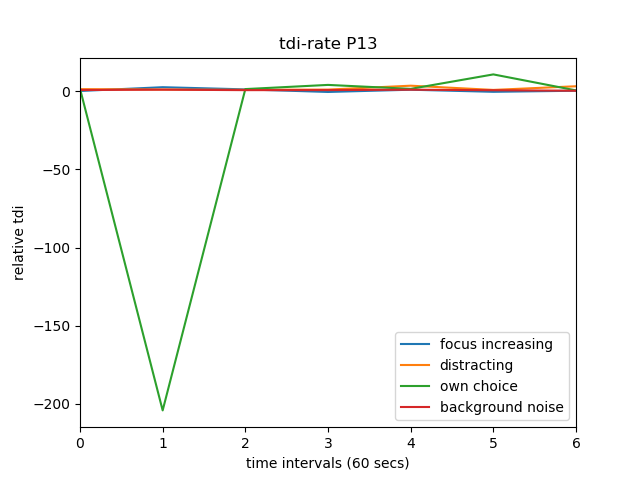 tdi-rate P13
relative tdi
0
−50
−100
−150
−200
focus increasing
distracting
own choice
background noise
0 1 2 3 4 5 6
time intervals (60 secs)